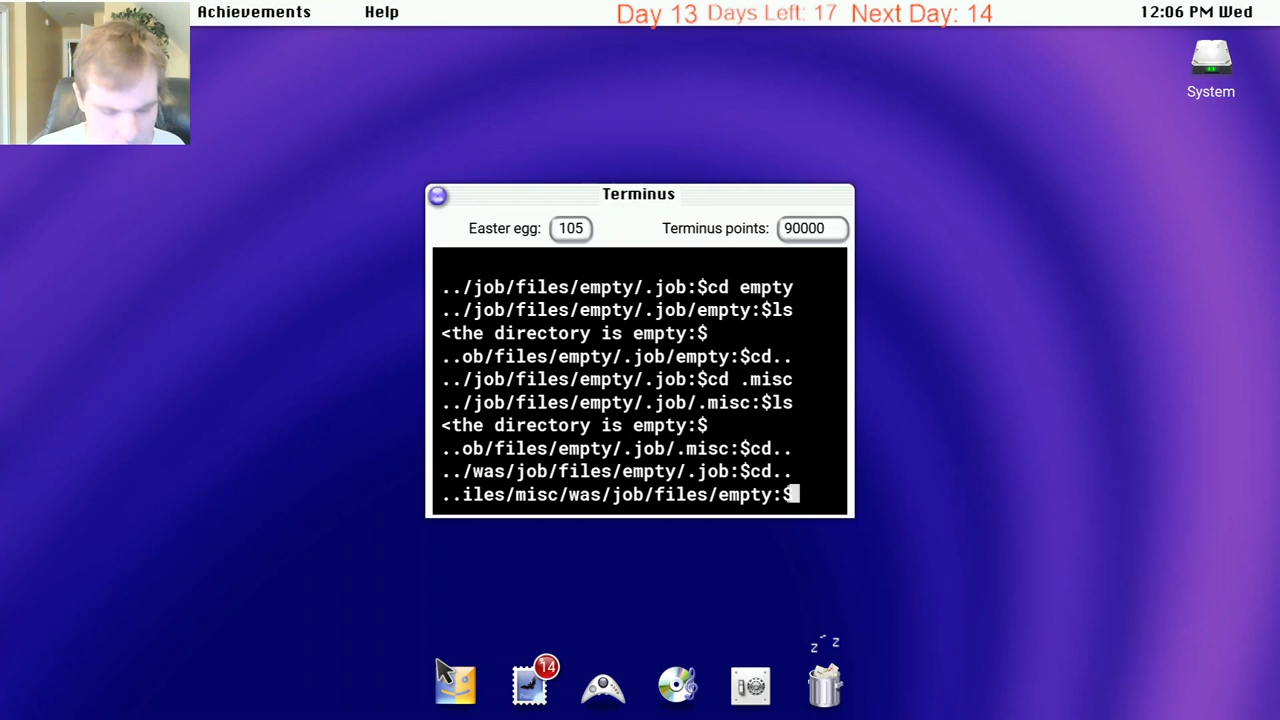 Achievements Help Day 13 Days Left: 17 Next Day: 14 12:06 PM Wed
System
Terminus
Easter egg: 105 Terminus points: 90000
../job/files/empty/.job:$cd empty
../job/files/empty/.job/empty:$ls
<the directory is empty:$
..ob/files/empty/.job/empty:$cd..
../job/files/empty/.job:$cd .misc
../job/files/empty/.job/.misc:$ls
<the directory is empty:$
..ob/files/empty/.job/.misc:$cd..
../was/job/files/empty/.job:$cd..
..iles/misc/was/job/files/empty:$
z z z
14